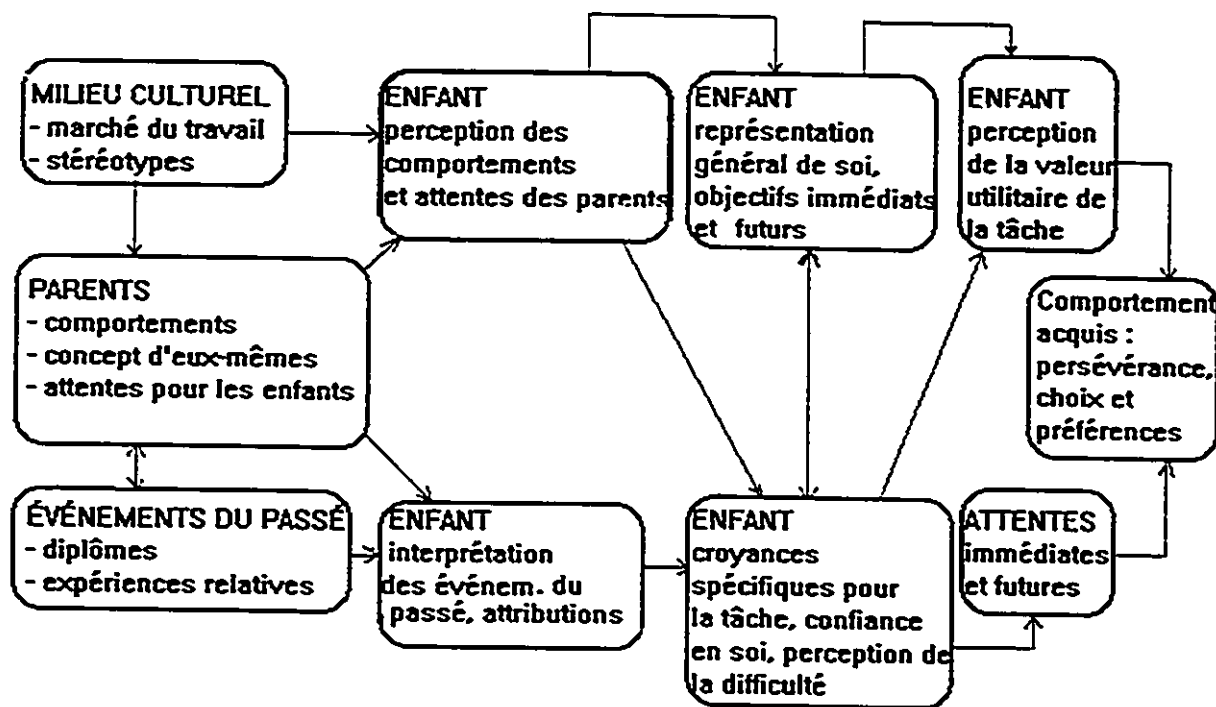 MILIEU CULTUREL
- marché du travail
- stéréotypes
ENFANT
perception des
comportements
et attentes des parents
ENFANT
représentation
général de soi,
objectifs immédiats
et futurs
ENFANT
perception
de la valeur
utilitaire de
la tâche
PARENTS
- comportements
- concept d'eux-mêmes
- attentes pour les enfants
Comportement
acquis :
persévérance,
choix et
préférences
ÉVÉNEMENTS DU PASSÉ
- diplômes
- expériences relatives
ENFANT
interprétation
des événem. du
passé, attributions
ENFANT
croyances
spécifiques pour
la tâche, confiance
en soi, perception de
la difficulté
ATTENTES
immédiates
et futures